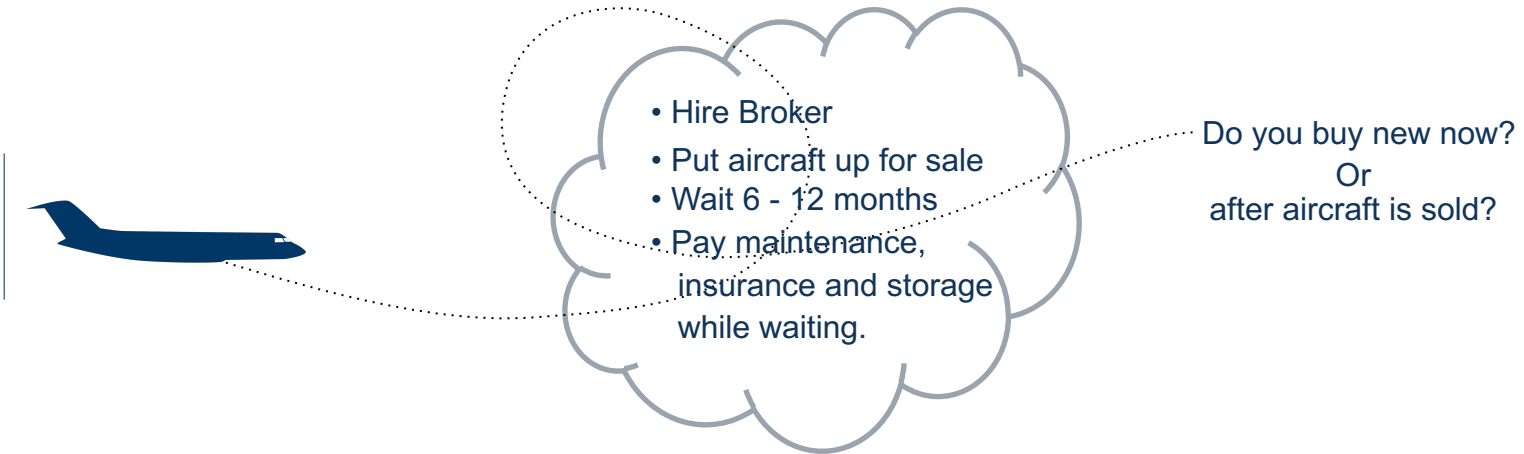 • Hire Broker
• Put aircraft up for sale
• Wait 6 - 12 months
• Pay maintenance,
insurance and storage
while waiting.
Do you buy new now?
Or
after aircraft is sold?